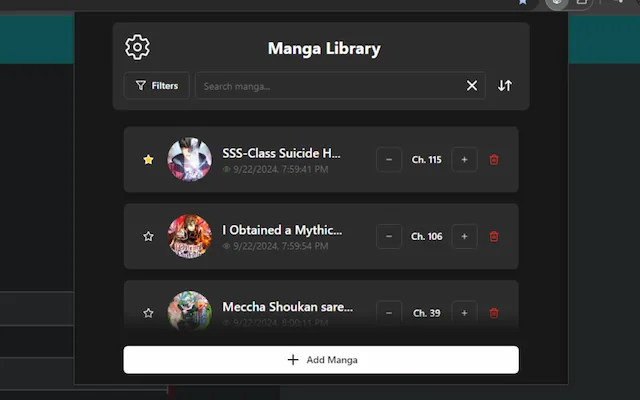 Manga Library
Filters
Search manga...
SSS-Class Suicide H...
9/22/2024, 7:59:41 PM
Ch. 115
I Obtained a Mythic...
9/22/2024, 7:59:54 PM
Ch. 106
Meccha Shoukan sare...
9/22/2024, 8:00:11 PM
Ch. 39
Add Manga